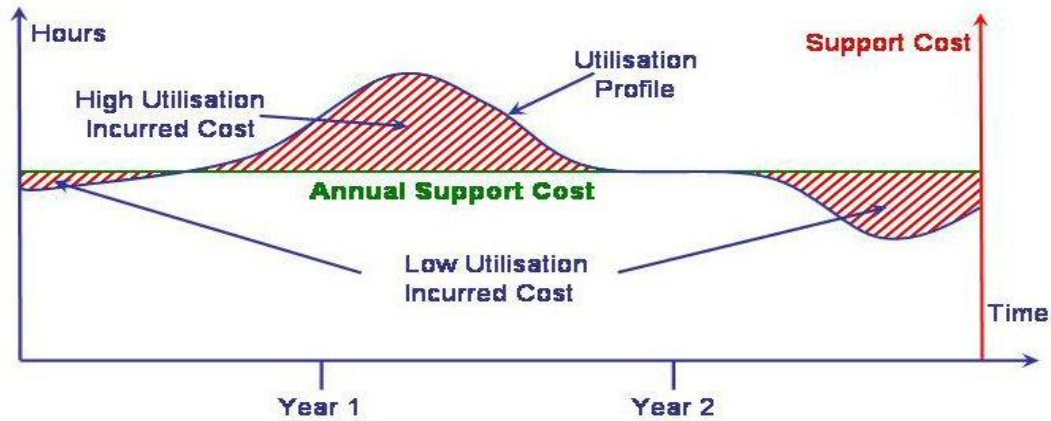 Hours
Support Cost
Utilisation
Profile
High Utilisation
Incurred Cost
Annual Support Cost
Low Utilisation
Incurred Cost
Time
Year 1
Year 2